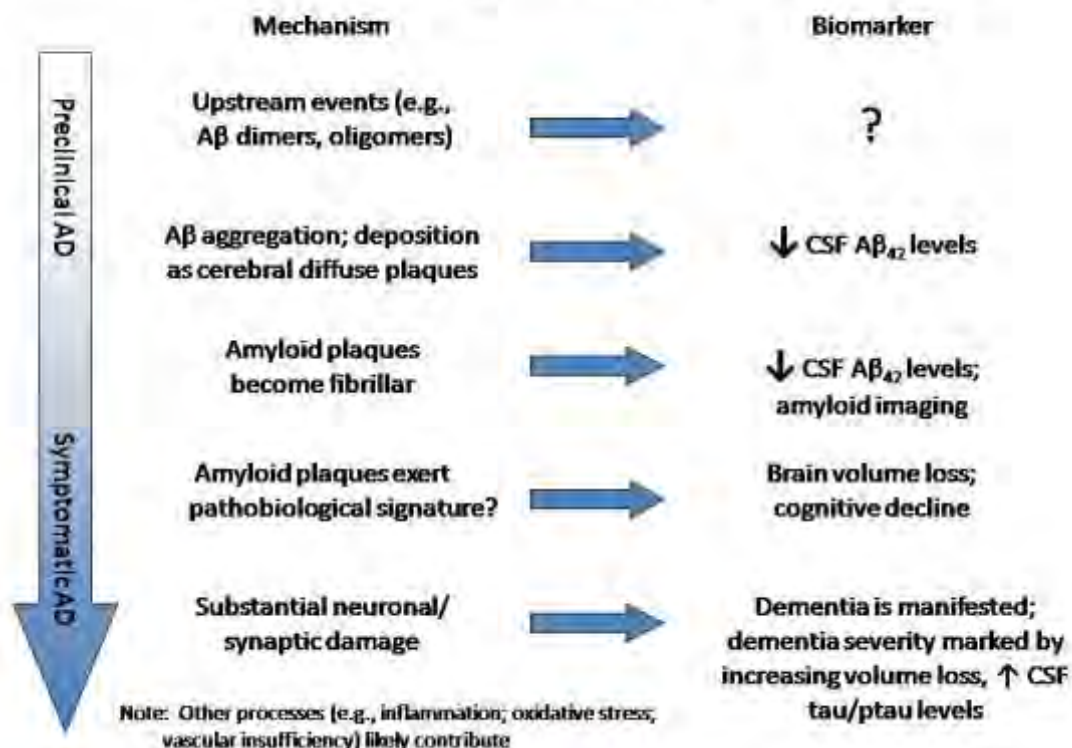 Mechanism
Biomarker
Preclinical AD
Symptomatic AD
Upstream events (e.g.,
Aβ dimers, oligomers)
?
Aβ aggregation; deposition
as cerebral diffuse plaques
↓ CSF Aβ₄₂ levels
Amyloid plaques
become fibrillar
↓ CSF Aβ₄₂ levels;
amyloid imaging
Amyloid plaques exert
pathobiological signature?
Brain volume loss;
cognitive decline
Substantial neuronal/
synaptic damage
Dementia is manifested;
dementia severity marked by
increasing volume loss, ↑ CSF
tau/ptau levels
Note: Other processes (e.g., inflammation; oxidative stress;
vascular insufficiency) likely contribute